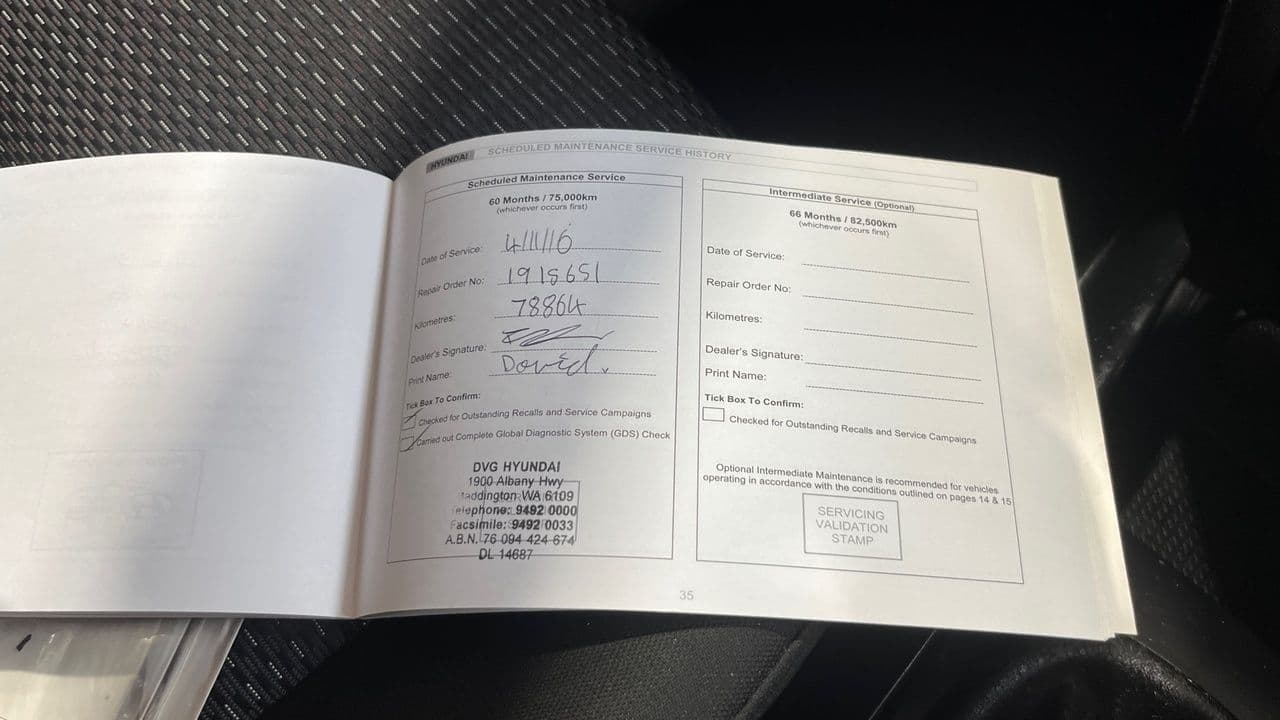 HYUNDAI SCHEDULED MAINTENANCE SERVICE HISTORY
Scheduled Maintenance Service
60 Months / 75,000km
(whichever occurs first)
Date of Service: 4/11/16
Repair Order No: 1918651
Kilometres: 78864
Dealer's Signature:
Print Name: David.
Tick Box To Confirm:
Checked for Outstanding Recalls and Service Campaigns
Carried out Complete Global Diagnostic System (GDS) Check
DVG HYUNDAI
1900 Albany Hwy
Maddington WA 6109
Telephone: 9492 0000
Facsimile: 9492 0033
A.B.N. 76 094 424 674
DL 14687
Intermediate Service (Optional)
66 Months / 82,500km
(whichever occurs first)
Date of Service:
Repair Order No:
Kilometres:
Dealer's Signature:
Print Name:
Tick Box To Confirm:
Checked for Outstanding Recalls and Service Campaigns
Optional Intermediate Maintenance is recommended for vehicles
operating in accordance with the conditions outlined on pages 14 & 15
SERVICING
VALIDATION
STAMP
35